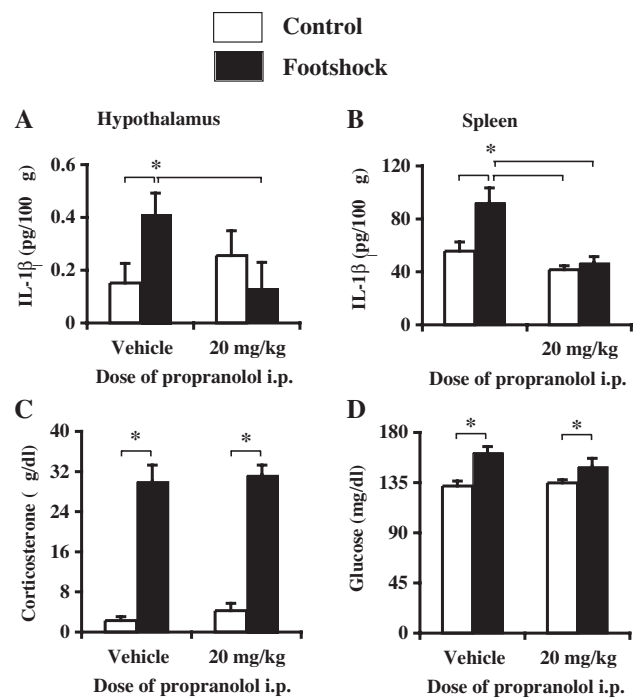 Control
Footshock
A Hypothalamus
IL-1β (pg/100 g)
0.6
0.4
0.2
0
*
Vehicle 20 mg/kg
Dose of propranolol i.p.
B Spleen
IL-1β (pg/100 g)
120
80
40
0
*
20 mg/kg
Dose of propranolol i.p.
C
Corticosterone ( g/dl)
40
32
24
16
8
0
* *
Vehicle 20 mg/kg
Dose of propranolol i.p.
D
Glucose (mg/dl)
180
135
90
45
0
* *
Vehicle 20 mg/kg
Dose of propranolol i.p.